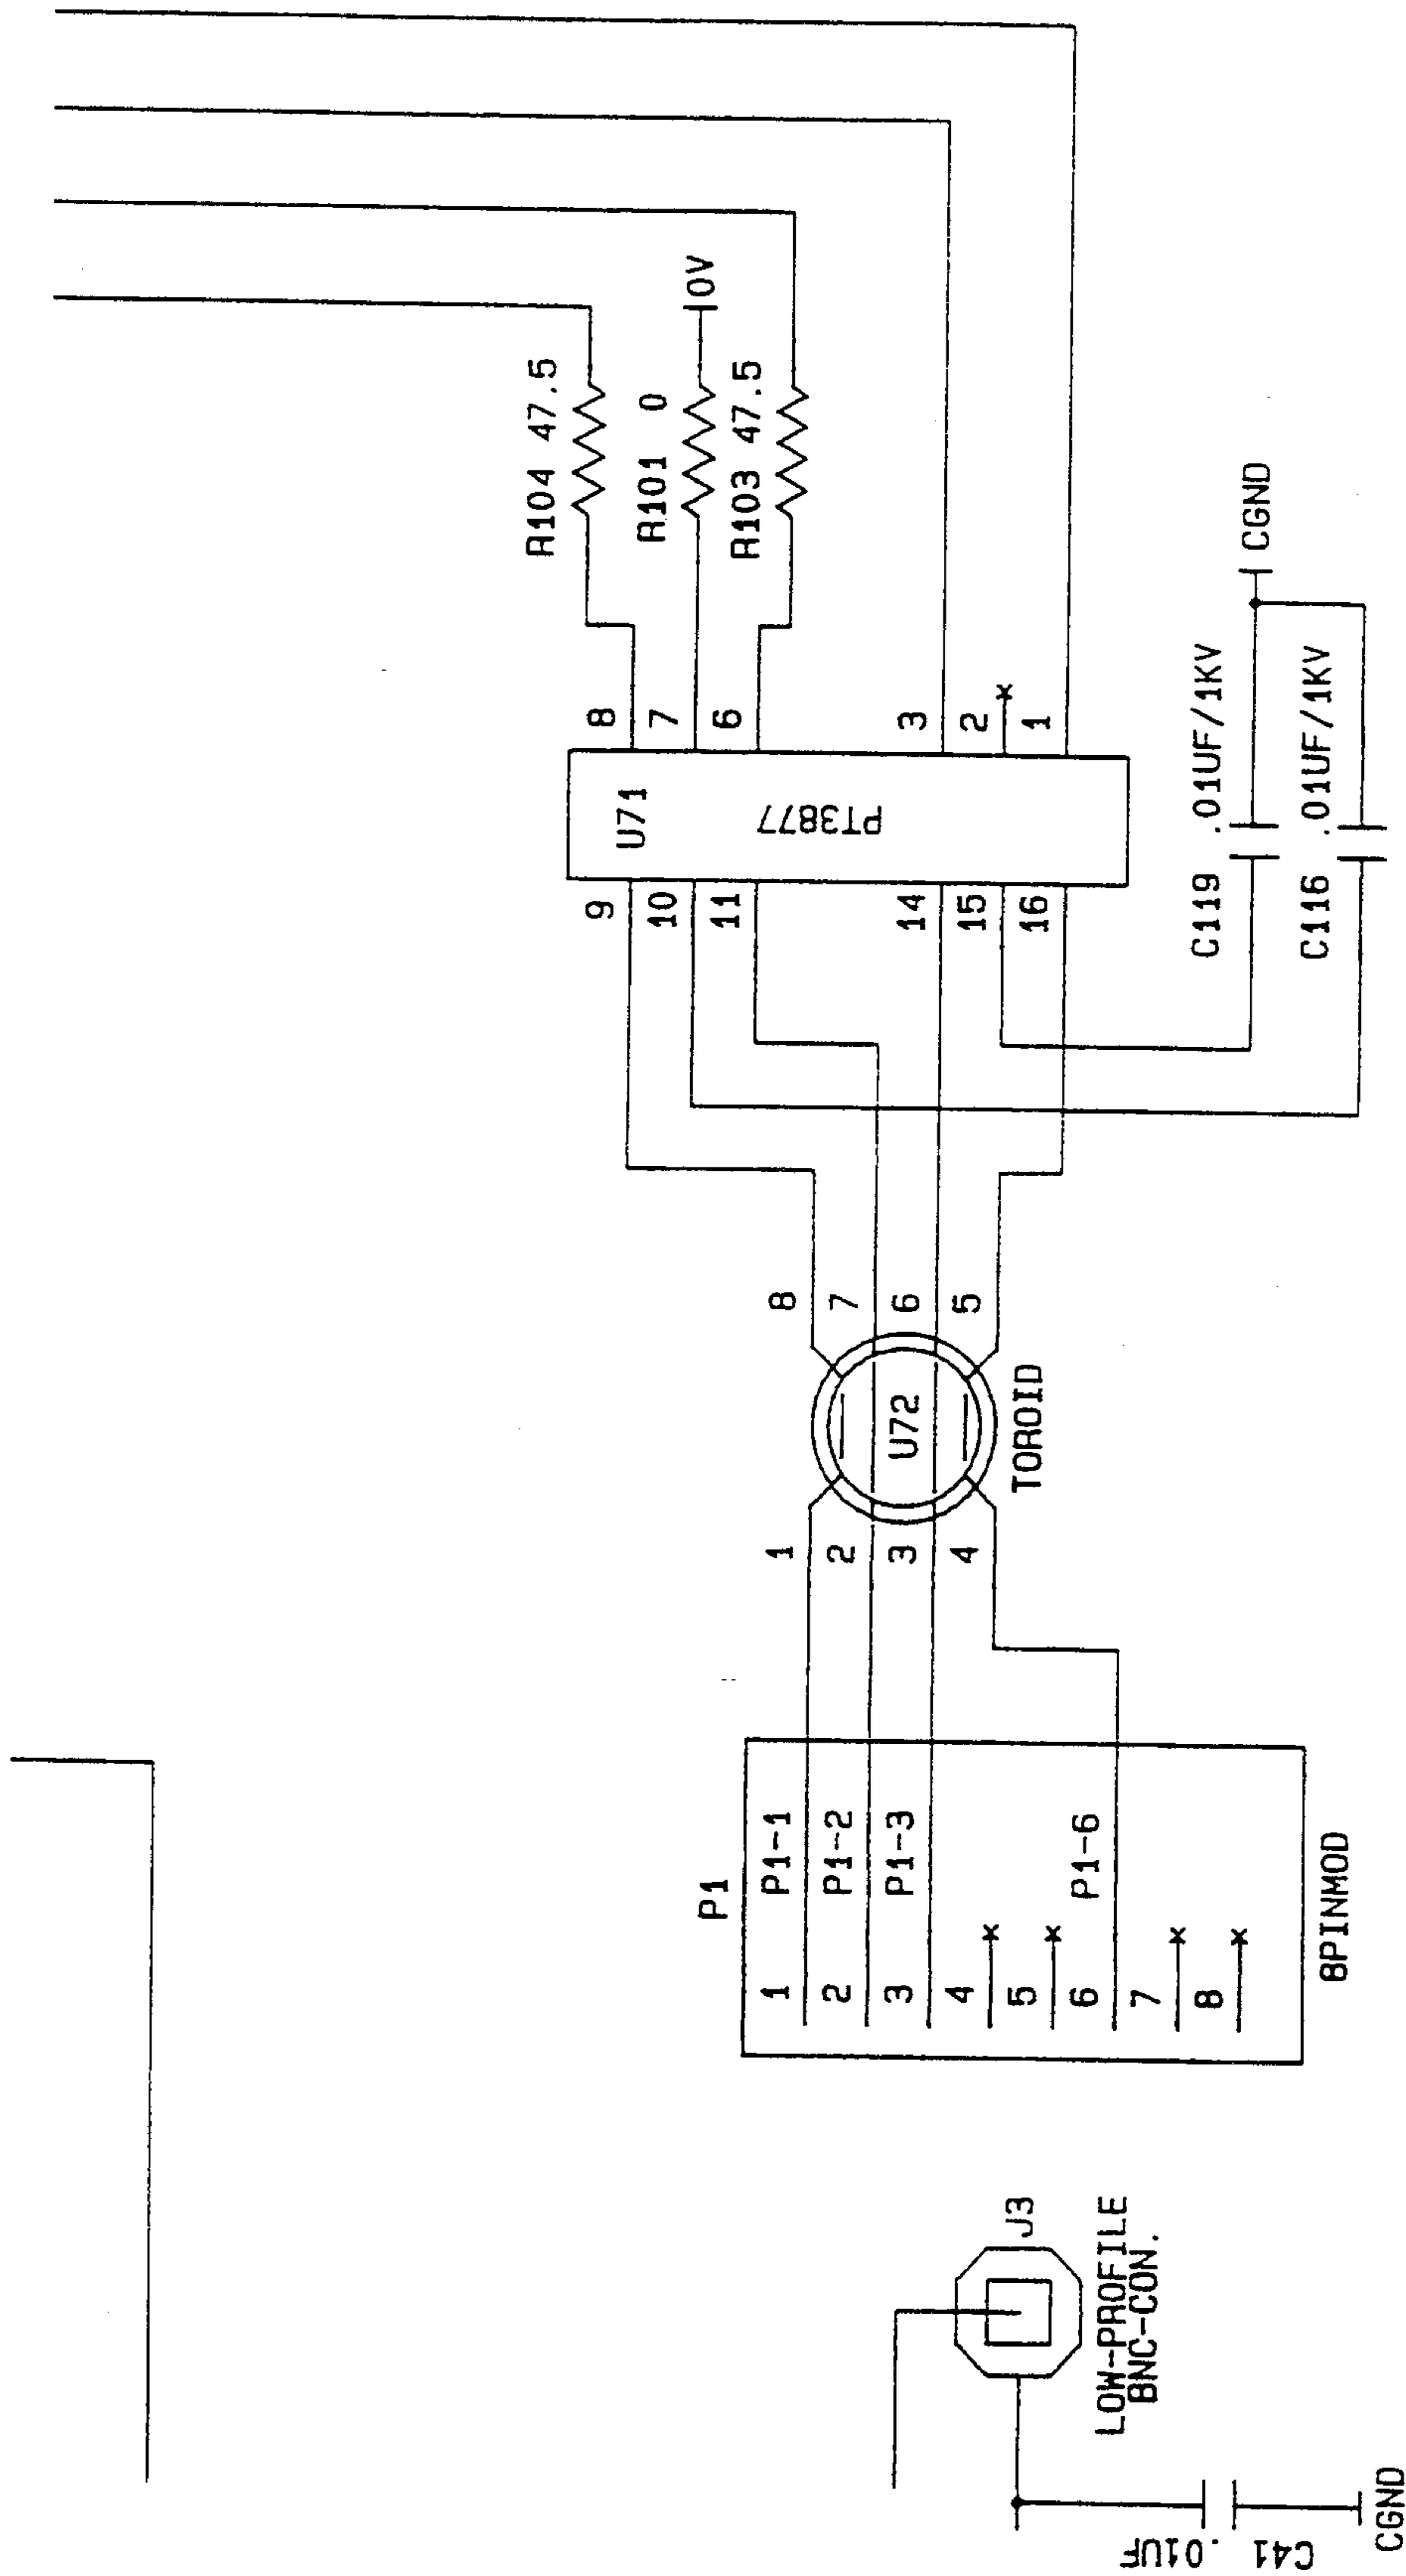 R104 47.5
R101 0
0V
R103 47.5
8
7
6
3
2
1
U71
PT3877
9
10
11
14
15
16
C119 .01UF/1KV
C116 .01UF/1KV
CGND
8
7
6
5
U72
TOROID
1
2
3
4
P1
1 P1-1
2 P1-2
3 P1-3
4
5
6 P1-6
7
8
8PINMOD
J3
LOW-PROFILE
BNC-CON.
C41
.01UF
CGND